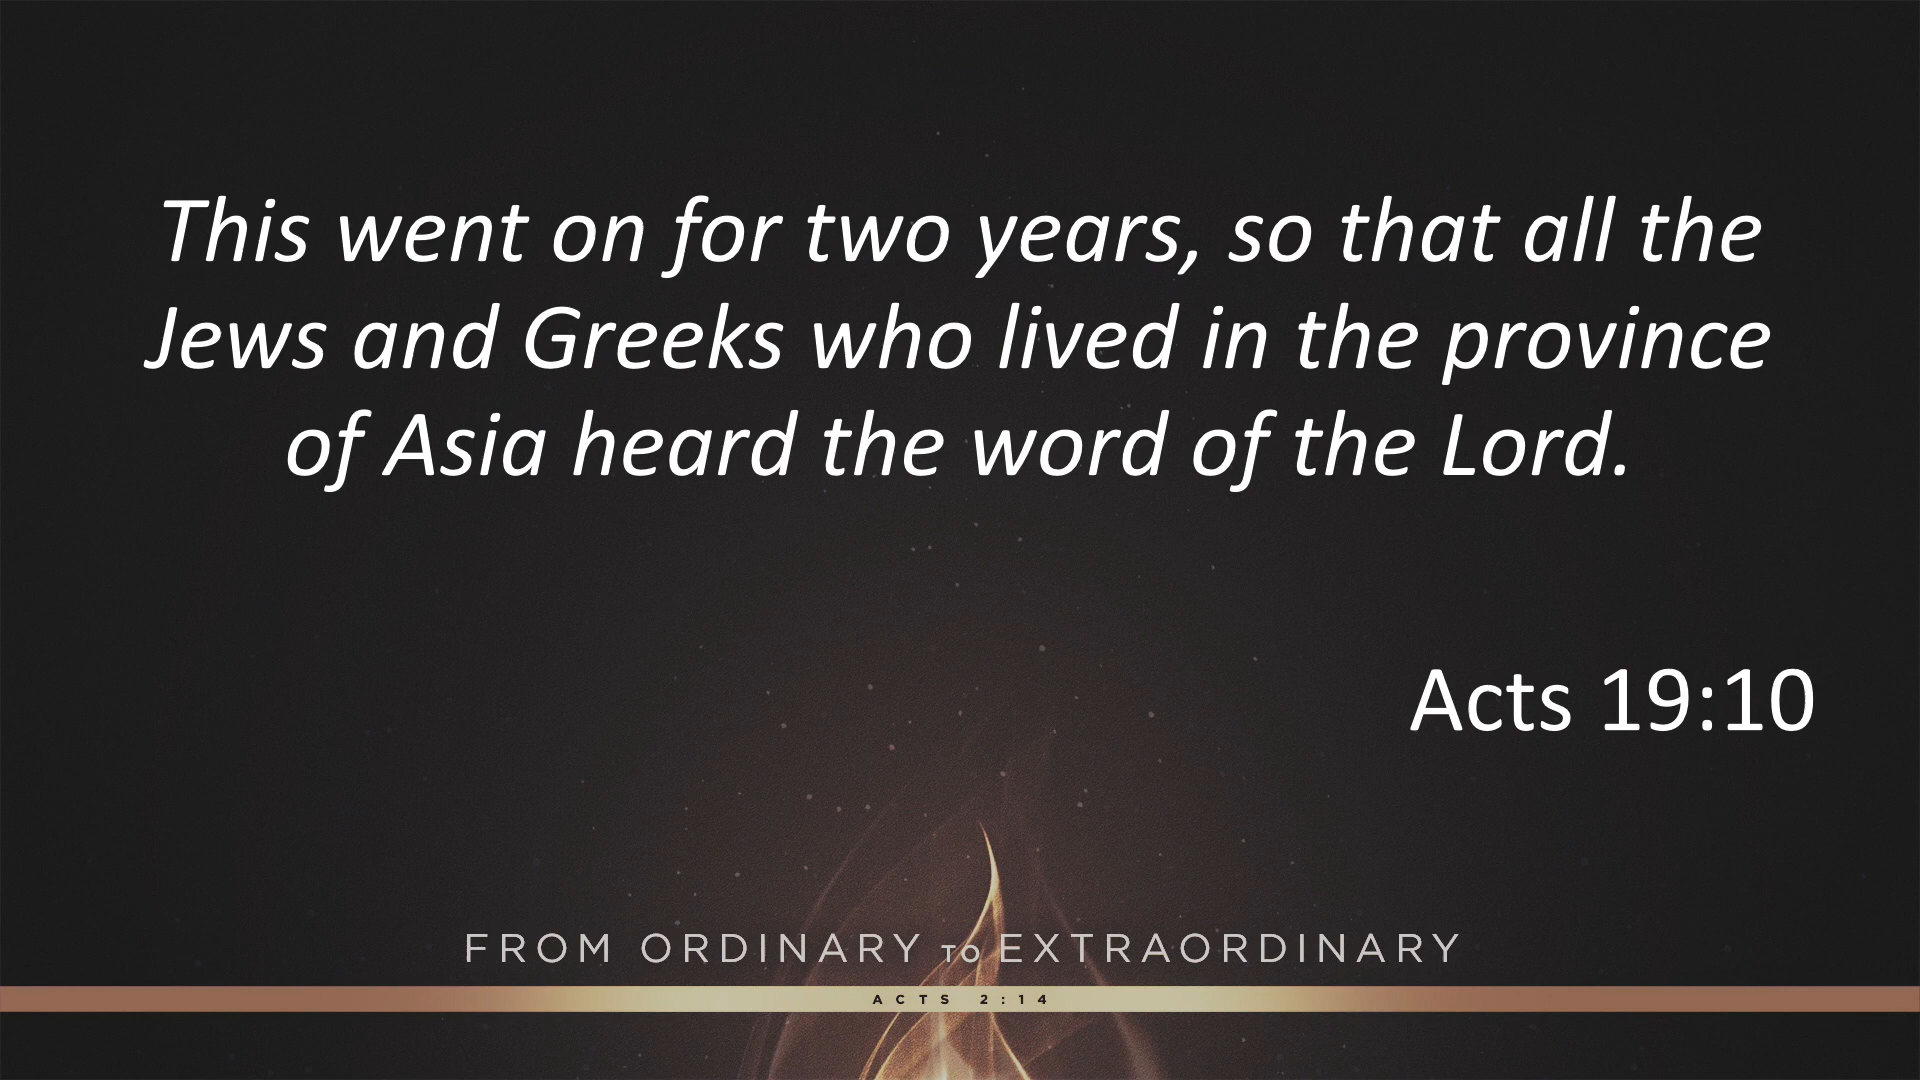 This went on for two years, so that all the
Jews and Greeks who lived in the province
of Asia heard the word of the Lord.
Acts 19:10
FROM ORDINARY TO EXTRAORDINARY
ACTS 2:14